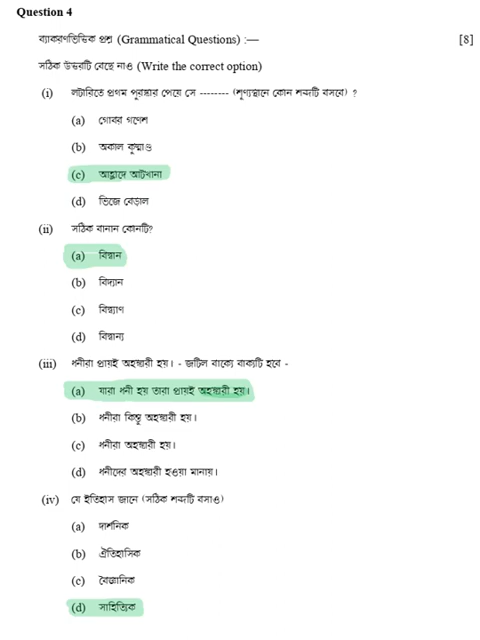 Question 4
ব্যাকরণভিত্তিক প্রশ্ন (Grammatical Questions) :— [8]
সঠিক উত্তরটি বেছে নাও (Write the correct option)
(i) লটারিতে প্রথম পুরস্কার পেয়ে সে -------- (শূণ্যস্থানে কোন শব্দটি বসবে) ?
(a) গোবর গণেশ
(b) অকাল কুষ্মাণ্ড
(c) আহ্লাদে আটখানা
(d) ভিজে বেড়াল
(ii) সঠিক বানান কোনটি?
(a) বিদ্বান
(b) বিদ্যান
(c)
(d)
(iii) ধনীরা প্রায়ই অহঙ্কারী হয়। - জটিল বাক্যে বাক্যটি হবে -
(a) যারা ধনী হয় তারা প্রায়ই অহঙ্কারী হয়।
(b) ধনীরা কিন্তু অহঙ্কারী হয়।
(c) ধনীরা অহঙ্কারী হয়।
(d) ধনীদের অহঙ্কারী হওয়া মানায়।
(iv) যে ইতিহাস জানে (সঠিক শব্দটি বসাও)
(a) দার্শনিক
(b) ঐতিহাসিক
(c) বৈজ্ঞানিক
(d) সাহিত্যিক